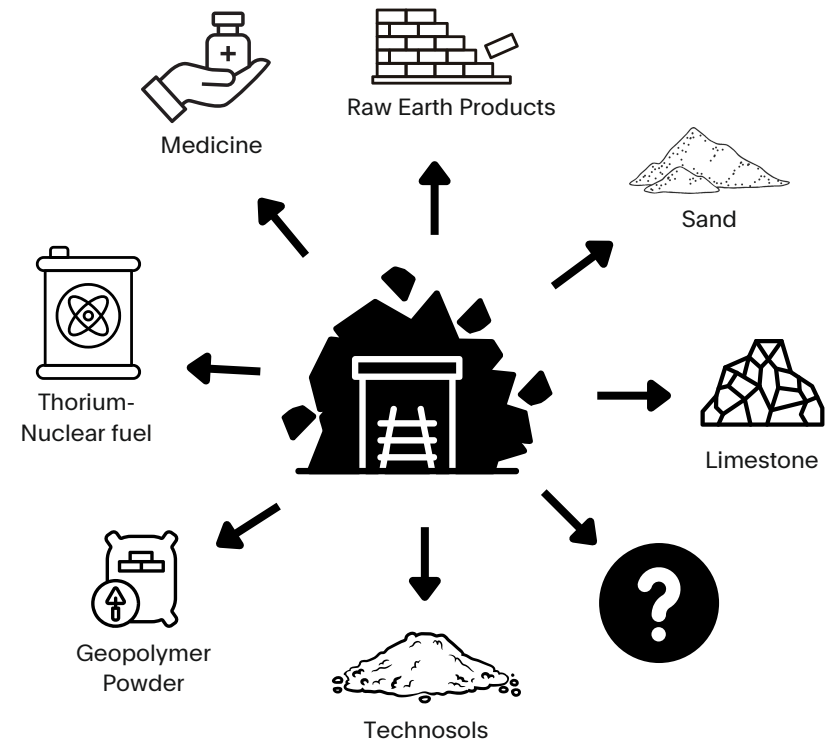 Medicine
Raw Earth Products
Sand
Thorium-
Nuclear fuel
Limestone
?
Geopolymer
Powder
Technosols